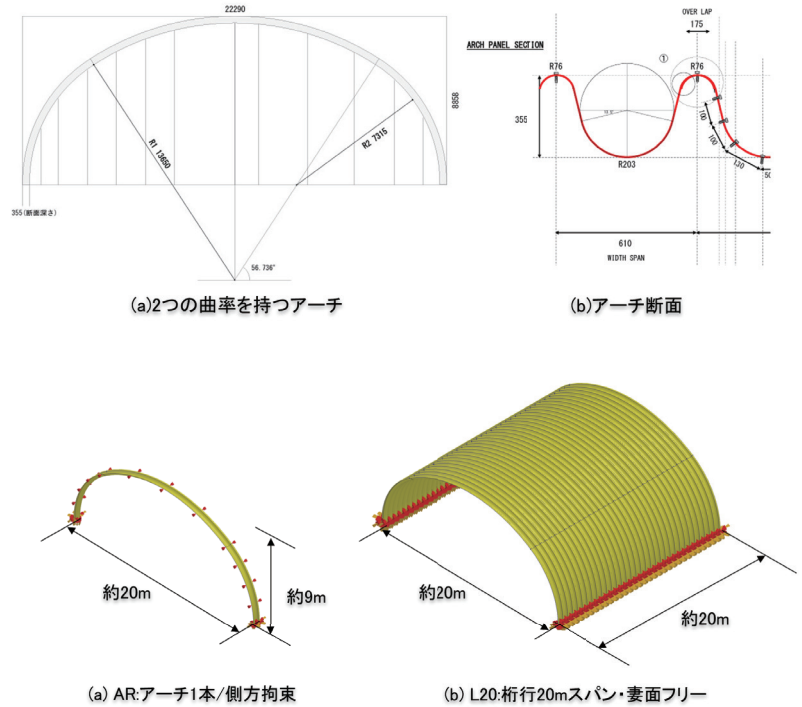 22290
8858
R1 13650
R2 7315
355(断面深さ)
56.736°
(a)2つの曲率を持つアーチ
OVER LAP
175
ARCH PANEL SECTION
①
R76
R76
355
R203
100
100
130
50
610
WIDTH SPAN
(b)アーチ断面
約20m
約9m
(a) AR:アーチ1本/側方拘束
約20m
約20m
(b) L20:桁行20mスパン・妻面フリー